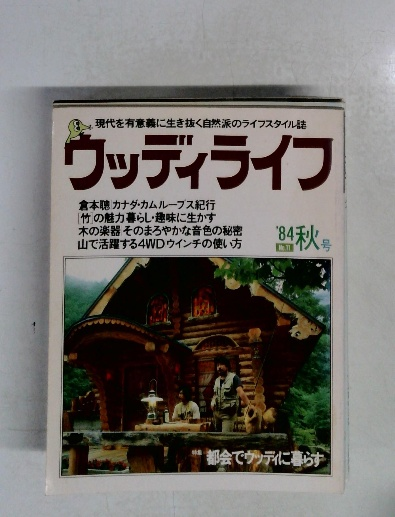 現代を有意義に生き抜く自然派のライフスタイル誌
ウッディライフ
倉本聰|カナダ・カムループス紀行
「竹」の魅力 暮らし・趣味に生かす
木の楽器 そのまろやかな音色の秘密
山で活躍する4WDウインチの使い方
'84秋号
No.11
特集 都会でウッディに暮らす